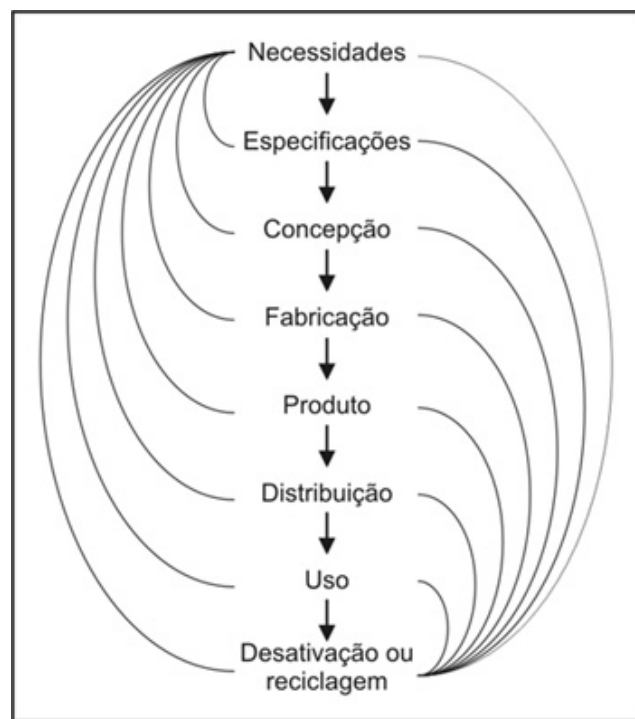 Necessidades
Especificações
Concepção
Fabricação
Produto
Distribuição
Uso
Desativação ou
reciclagem